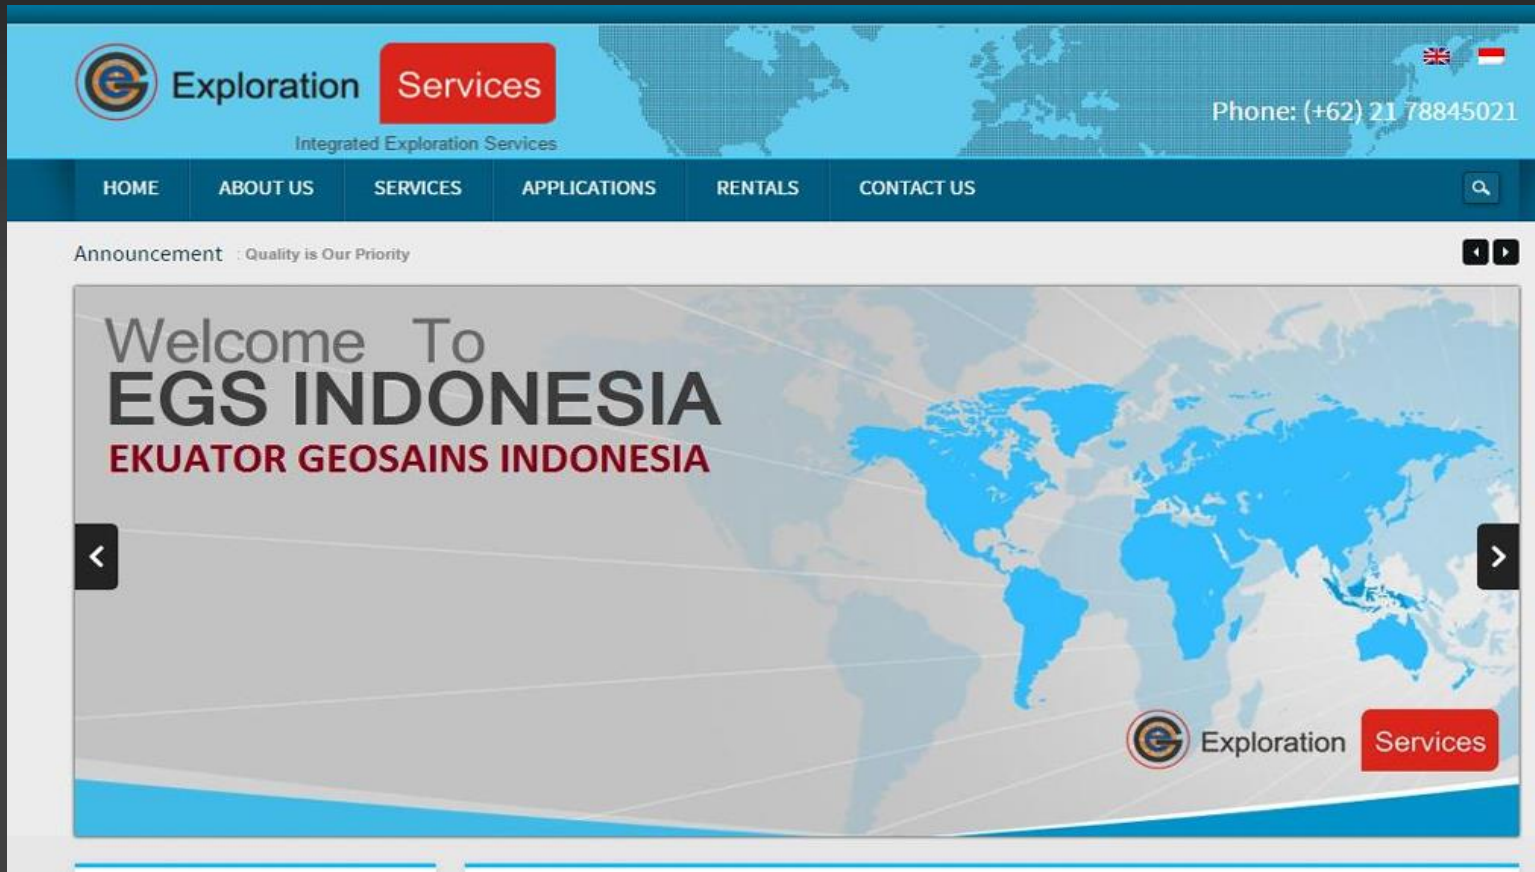 Exploration Services
Integrated Exploration Services
Phone: (+62) 21 78845021
HOME ABOUT US SERVICES APPLICATIONS RENTALS CONTACT US
Announcement : Quality is Our Priority
Welcome To
EGS INDONESIA
EKUATOR GEOSAINS INDONESIA
Exploration Services